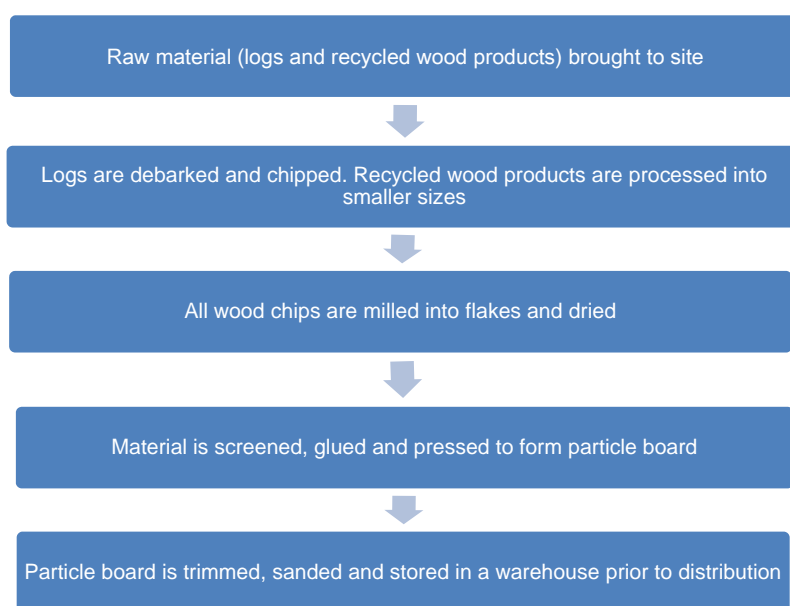 Raw material (logs and recycled wood products) brought to site
Logs are debarked and chipped. Recycled wood products are processed into
smaller sizes
All wood chips are milled into flakes and dried
Material is screened, glued and pressed to form particle board
Particle board is trimmed, sanded and stored in a warehouse prior to distribution